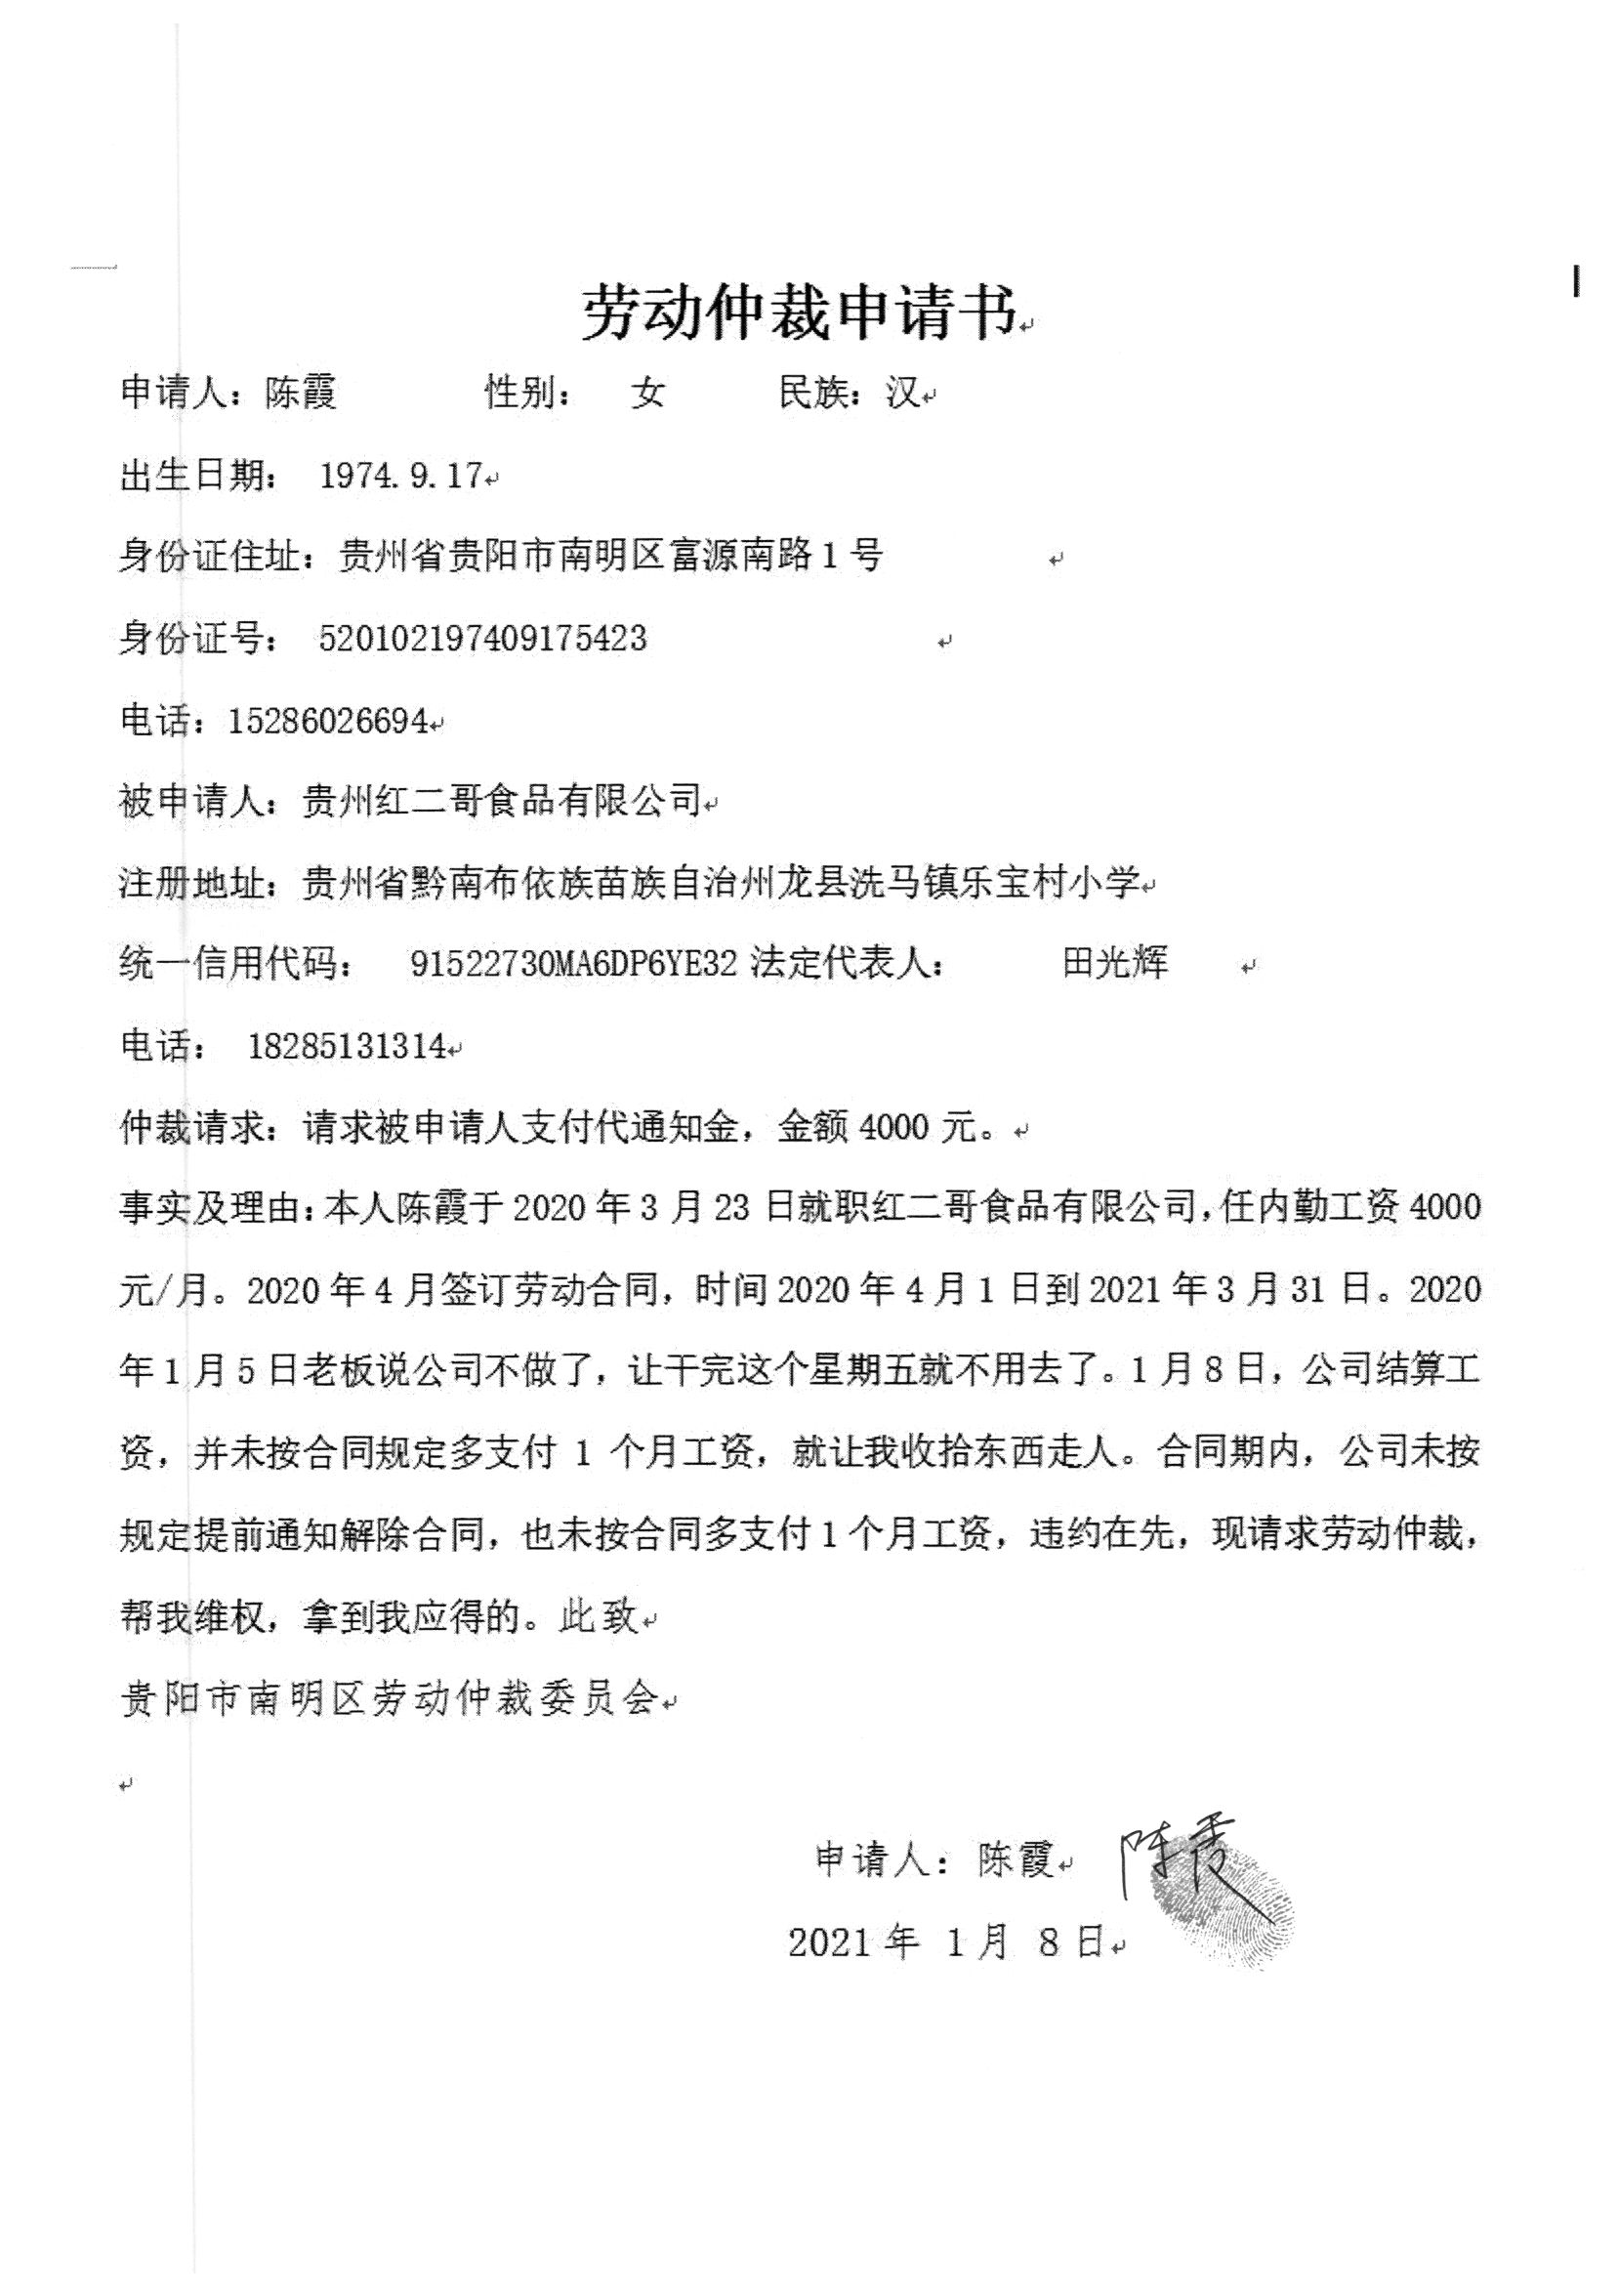 劳动仲裁申请书
申请人：陈霞 性别： 女 民族：汉
出生日期： 1974.9.17
身份证住址：贵州省贵阳市南明区富源南路1号
身份证号： 520102197409175423
电话：15286026694
被申请人：贵州红二哥食品有限公司
注册地址：贵州省黔南布依族苗族自治州龙县洗马镇乐宝村小学
统一信用代码： 91522730MA6DP6YE32 法定代表人： 田光辉
电话： 18285131314
仲裁请求：请求被申请人支付代通知金，金额 4000 元。
事实及理由：本人陈霞于 2020 年 3 月 23 日就职红二哥食品有限公司，任内勤工资 4000
元/月。2020 年 4 月签订劳动合同，时间 2020 年 4 月 1 日到 2021 年 3 月 31 日。2020
年 1 月 5 日老板说公司不做了，让干完这个星期五就不用去了。1 月 8 日，公司结算工
资，并未按合同规定多支付 1 个月工资，就让我收拾东西走人。合同期内，公司未按
规定提前通知解除合同，也未按合同多支付 1 个月工资，违约在先，现请求劳动仲裁，
帮我维权，拿到我应得的。此致
贵阳市南明区劳动仲裁委员会
申请人：陈霞 陈霞
2021 年 1 月 8 日